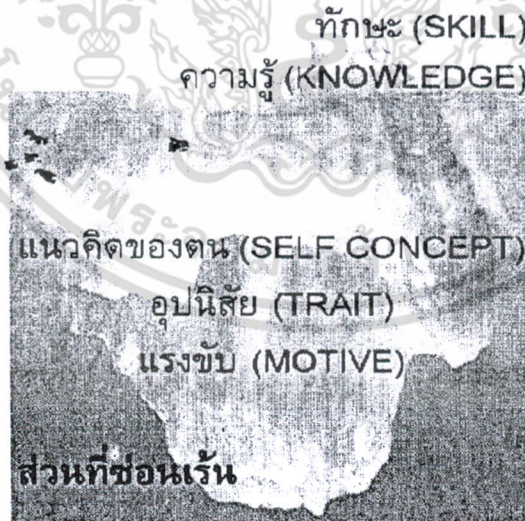 ทักษะ (SKILL)
ความรู้ (KNOWLEDGE)
แนวคิดของตน (SELF CONCEPT)
อุปนิสัย (TRAIT)
แรงขับ (MOTIVE)
ส่วนที่ซ่อนเร้น